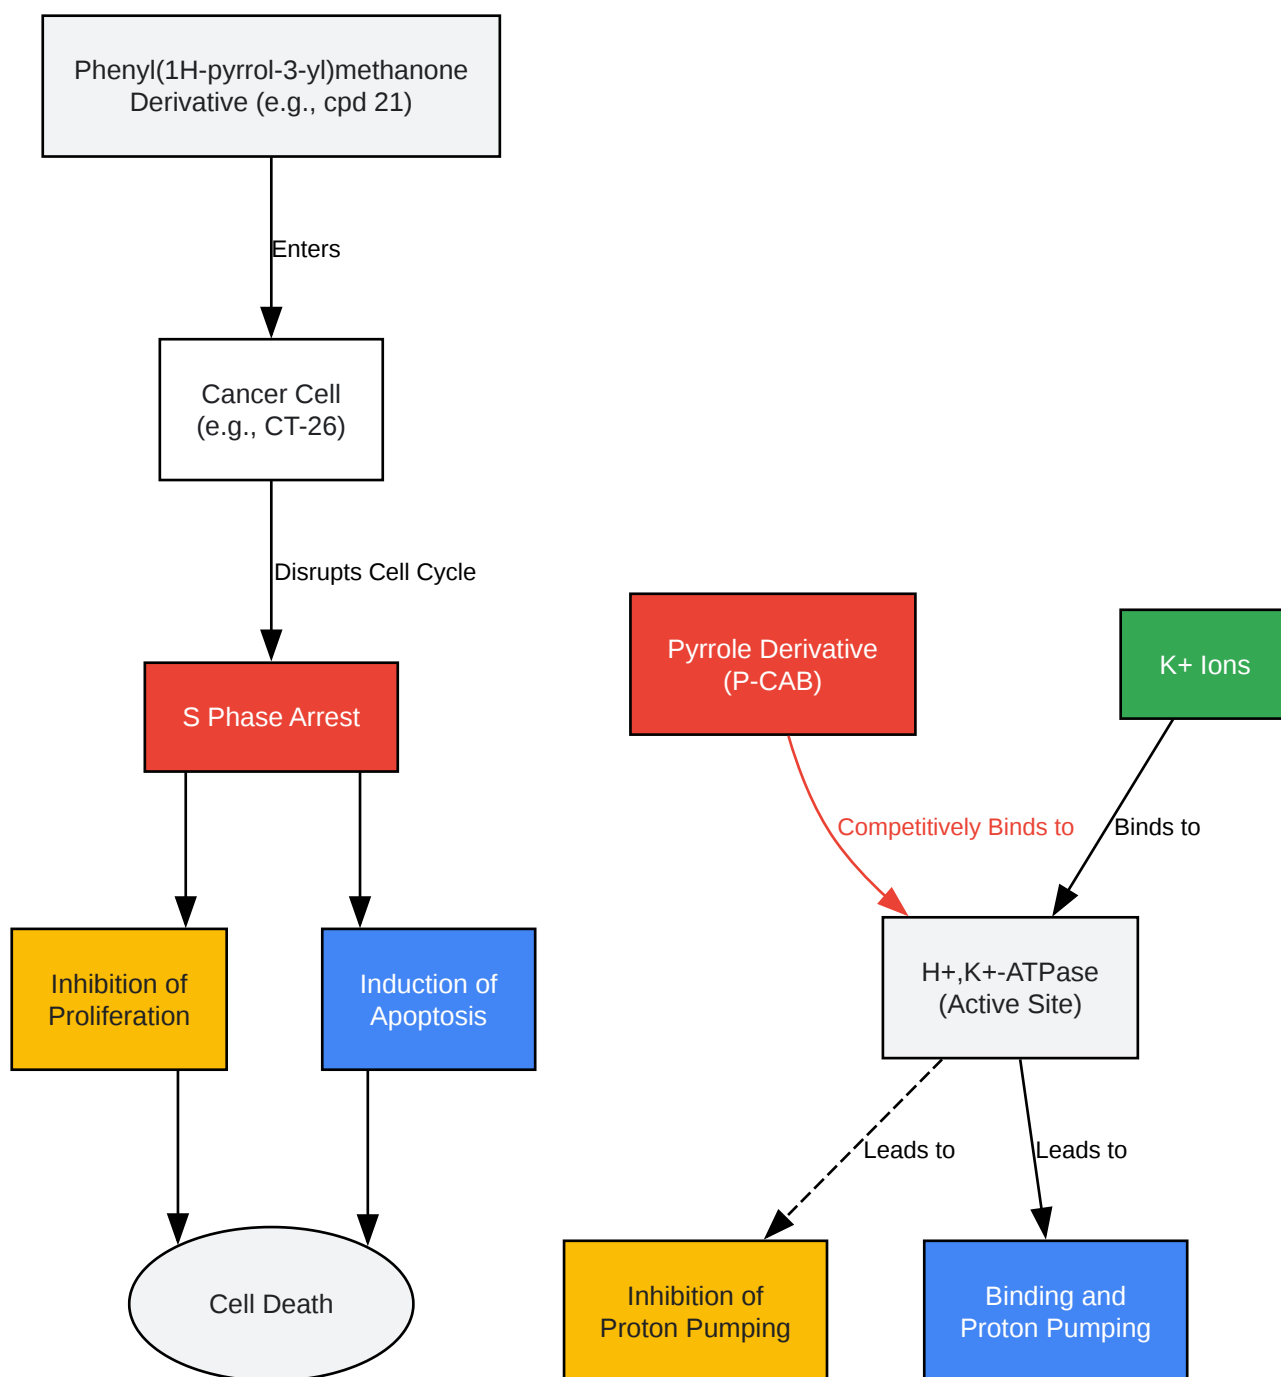 Phenyl(1H-pyrrol-3-yl)methanone
Derivative (e.g., cpd 21)
Enters
Cancer Cell
(e.g., CT-26)
Disrupts Cell Cycle
S Phase Arrest
Inhibition of
Proliferation
Induction of
Apoptosis
Cell Death
Pyrrole Derivative
(P-CAB)
K+ Ions
Competitively Binds to
Binds to
H+,K+-ATPase
(Active Site)
Leads to
Leads to
Inhibition of
Proton Pumping
Binding and
Proton Pumping